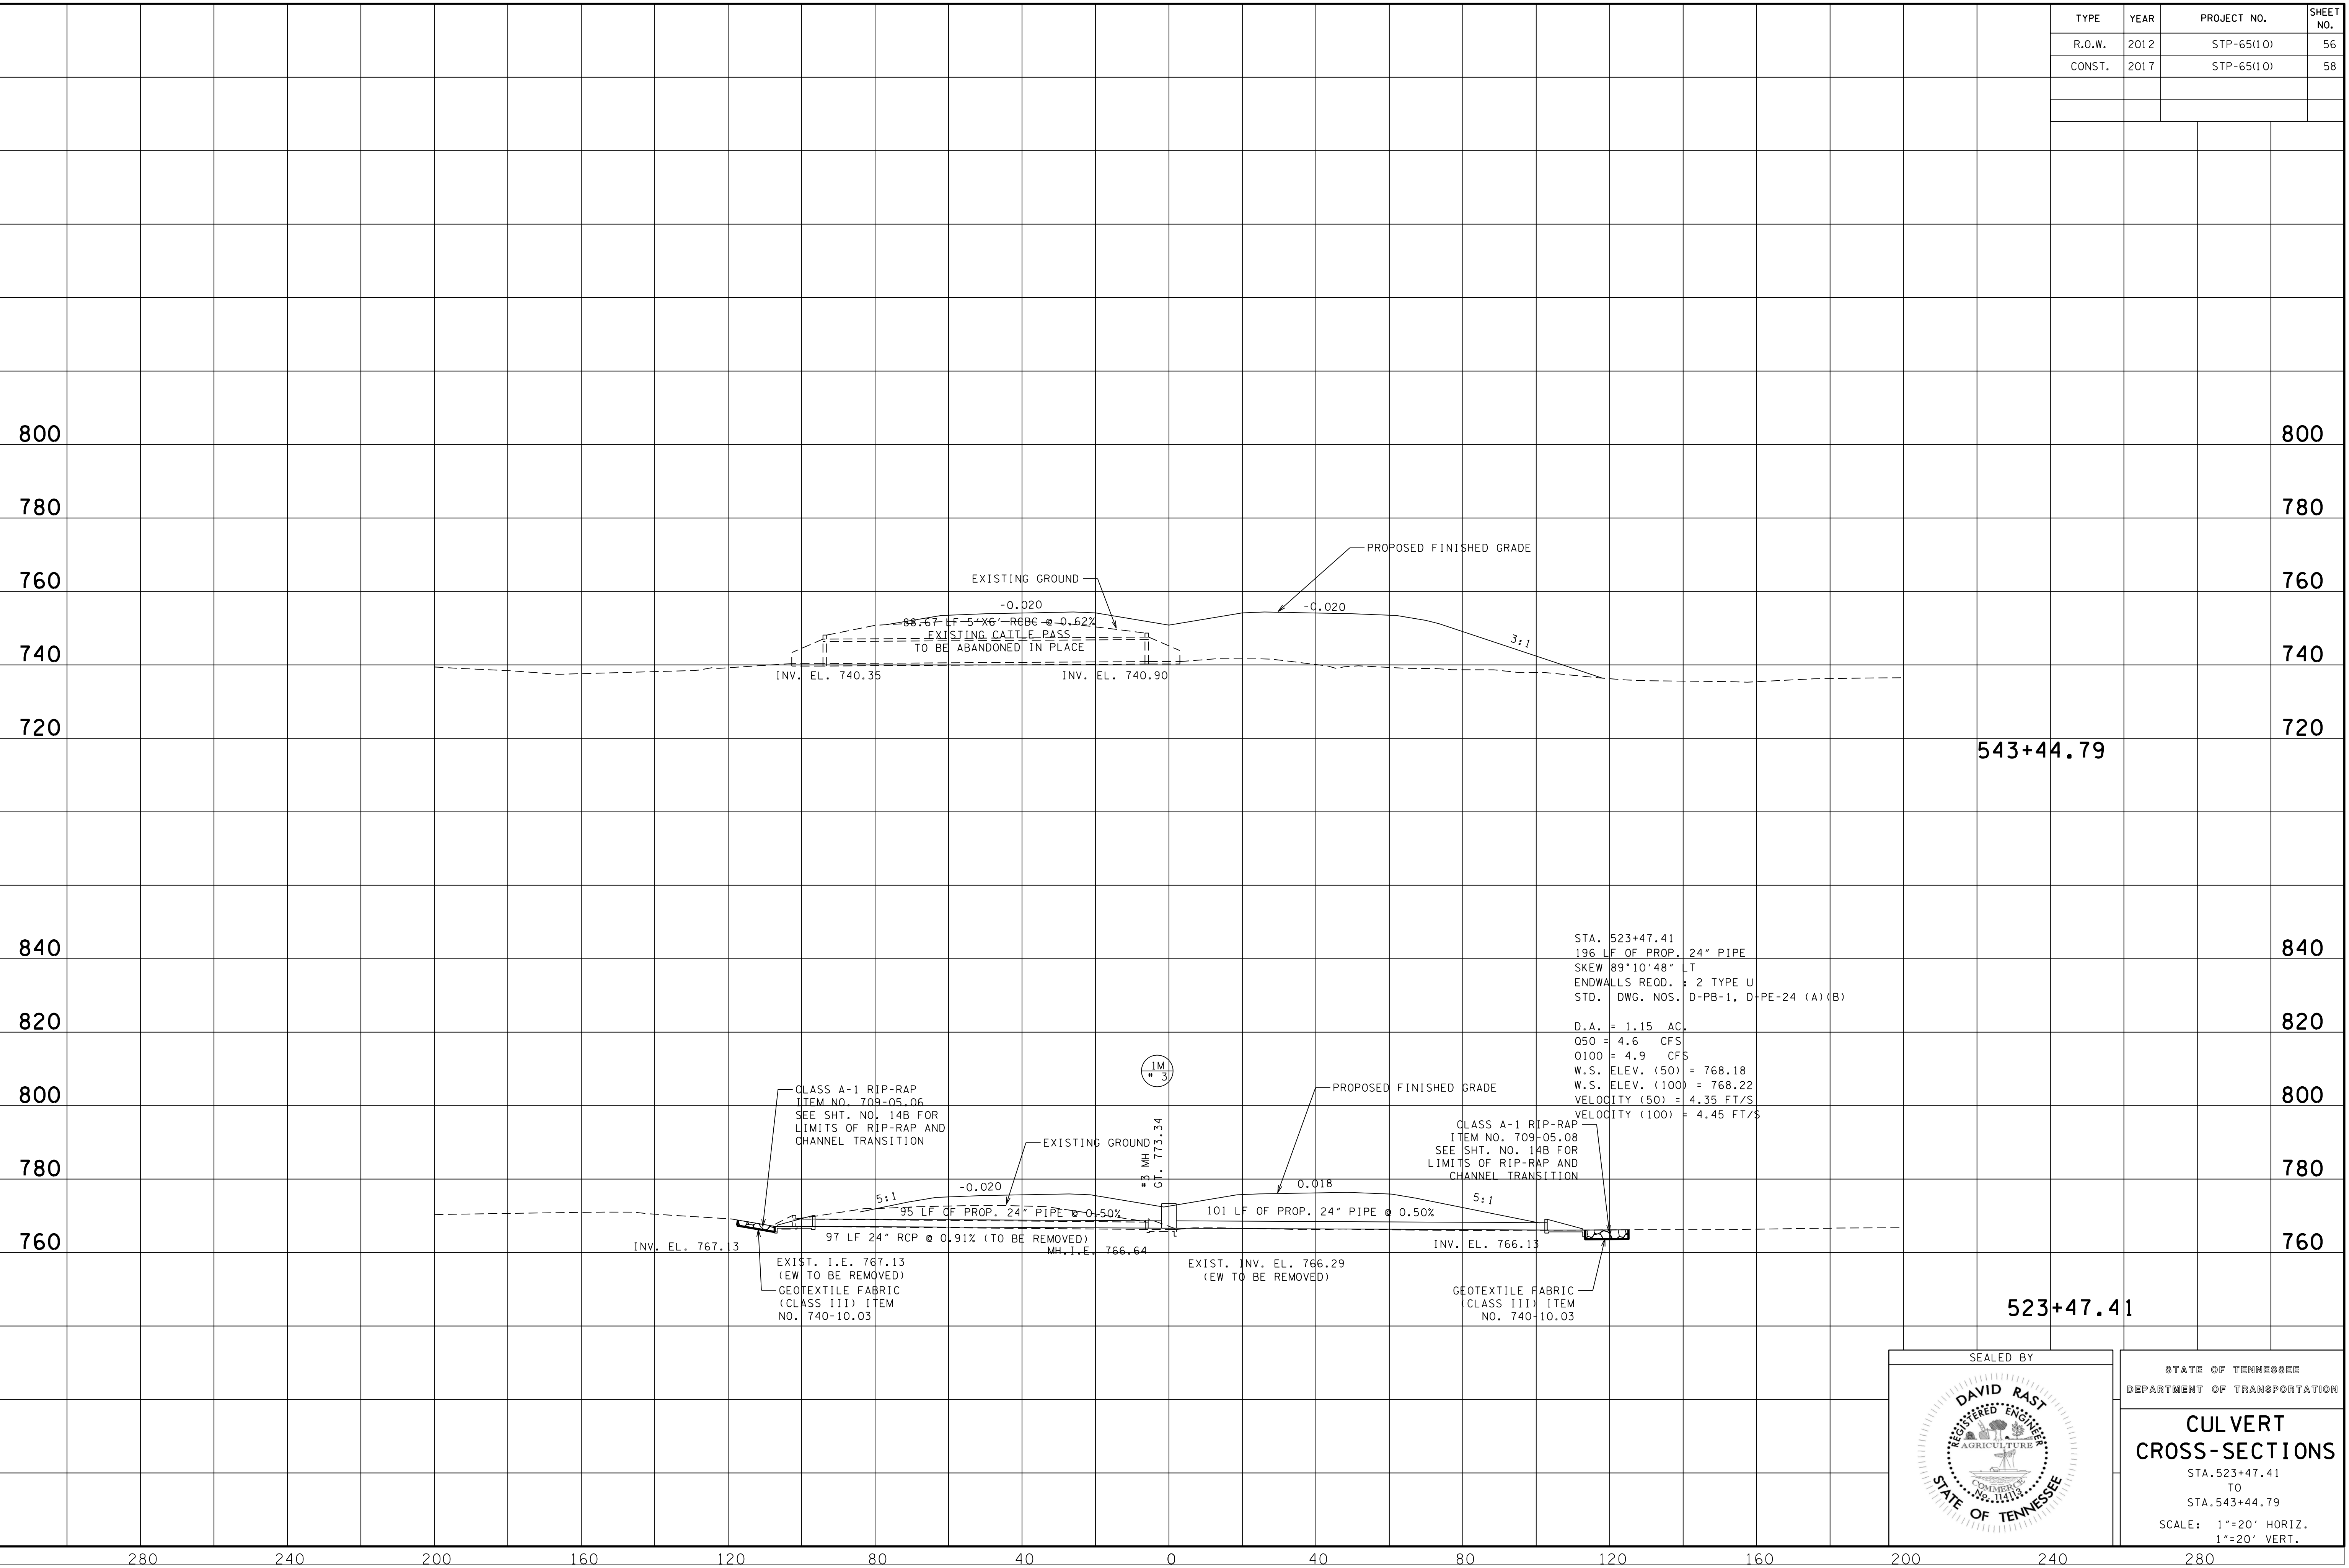 TYPE YEAR PROJECT NO. SHEET NO.
R.O.W. 2012 STP-65(10) 56
CONST. 2017 STP-65(10) 58
800 800
780 780
PROPOSED FINISHED GRADE
760 EXISTING GROUND 760
-0.020 -0.020
88.67 LF 5'X6' RCBC @ 0.62%
EXISTING CATTLE PASS
TO BE ABANDONED IN PLACE
3:1
740 740
INV. EL. 740.35 INV. EL. 740.90
720 720
543+44.79
840 840
STA. 523+47.41
196 LF OF PROP. 24" PIPE
SKEW 89°10'48" LT
ENDWALLS REQD. : 2 TYPE U
STD. DWG. NOS. D-PB-1, D-PE-24 (A)(B)
820 820
D.A. = 1.15 AC.
Q50 = 4.6 CFS
Q100 = 4.9 CFS
W.S. ELEV. (50) = 768.18
W.S. ELEV. (100) = 768.22
VELOCITY (50) = 4.35 FT/S
VELOCITY (100) = 4.45 FT/S
1M
# 3
800 800
CLASS A-1 RIP-RAP
ITEM NO. 709-05.06
SEE SHT. NO. 14B FOR
LIMITS OF RIP-RAP AND
CHANNEL TRANSITION
PROPOSED FINISHED GRADE
EXISTING GROUND
#3 MH
GT. 773.34
CLASS A-1 RIP-RAP
ITEM NO. 709-05.08
SEE SHT. NO. 14B FOR
LIMITS OF RIP-RAP AND
CHANNEL TRANSITION
780 780
5:1 -0.020 0.018 5:1
95 LF OF PROP. 24" PIPE @ 0.50% 101 LF OF PROP. 24" PIPE @ 0.50%
97 LF 24" RCP @ 0.91% (TO BE REMOVED)
760 760
INV. EL. 767.13 MH.I.E. 766.64 INV. EL. 766.13
EXIST. I.E. 767.13
(EW TO BE REMOVED)
EXIST. INV. EL. 766.29
(EW TO BE REMOVED)
GEOTEXTILE FABRIC
(CLASS III) ITEM
NO. 740-10.03
GEOTEXTILE FABRIC
(CLASS III) ITEM
NO. 740-10.03
523+47.41
SEALED BY
DAVID RAST
REGISTERED ENGINEER
AGRICULTURE
COMMERCE
No. 114113
STATE OF TENNESSEE
STATE OF TENNESSEE
DEPARTMENT OF TRANSPORTATION
CULVERT
CROSS-SECTIONS
STA.523+47.41
TO
STA.543+44.79
SCALE: 1"=20' HORIZ.
1"=20' VERT.
280 240 200 160 120 80 40 0 40 80 120 160 200 240 280